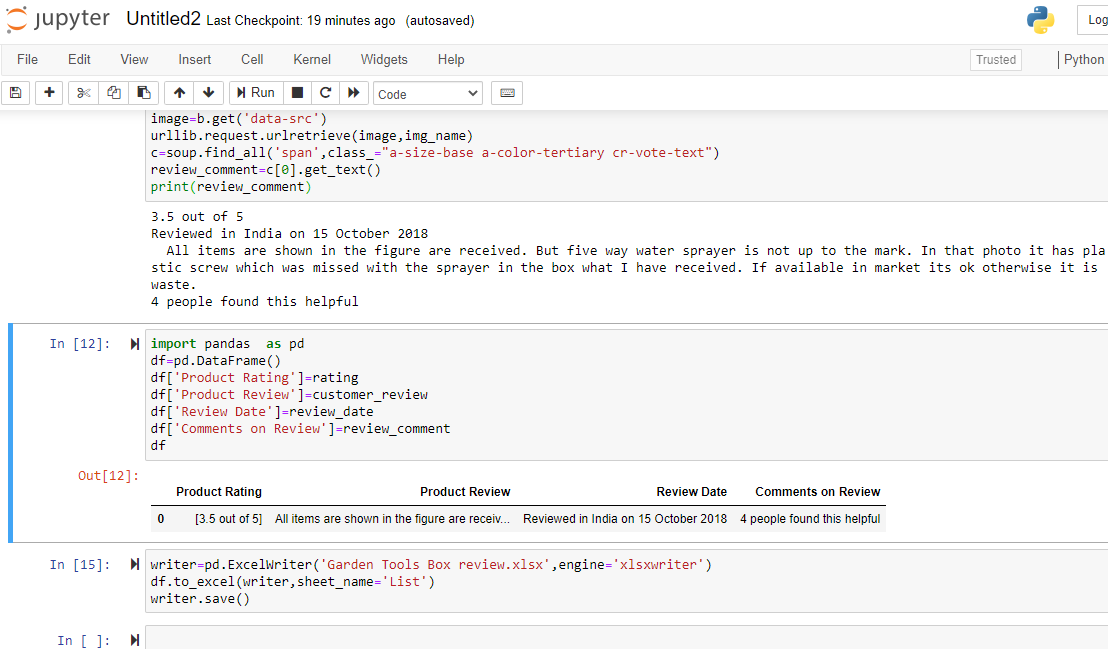 jupyter Untitled2 Last Checkpoint: 19 minutes ago (autosaved)
Log
File Edit View Insert Cell Kernel Widgets Help
Trusted
Python
Run
Code
image=b.get('data-src')
urllib.request.urlretrieve(image,img_name)
c=soup.find_all('span',class_="a-size-base a-color-tertiary cr-vote-text")
review_comment=c[0].get_text()
print(review_comment)
3.5 out of 5
Reviewed in India on 15 October 2018
All items are shown in the figure are received. But five way water sprayer is not up to the mark. In that photo it has pla
stic screw which was missed with the sprayer in the box what I have received. If available in market its ok otherwise it is
waste.
4 people found this helpful
In [12]:
import pandas  as pd
df=pd.DataFrame()
df['Product Rating']=rating
df['Product Review']=customer_review
df['Review Date']=review_date
df['Comments on Review']=review_comment
df
Out[12]:
Product Rating Product Review Review Date Comments on Review
0 [3.5 out of 5] All items are shown in the figure are receiv... Reviewed in India on 15 October 2018 4 people found this helpful
In [15]:
writer=pd.ExcelWriter('Garden Tools Box review.xlsx',engine='xlsxwriter')
df.to_excel(writer,sheet_name='List')
writer.save()
In [ ]: